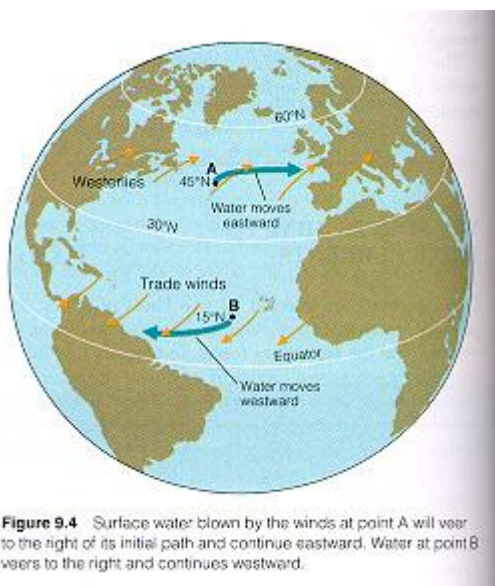 60°N
A
Westerlies
45°N
Water moves
eastward
30°N
Trade winds
B
15°N
Equator
Water moves
westward
Figure 9.4 Surface water blown by the winds at point A will veer
to the right of its initial path and continue eastward. Water at point B
veers to the right and continues westward.